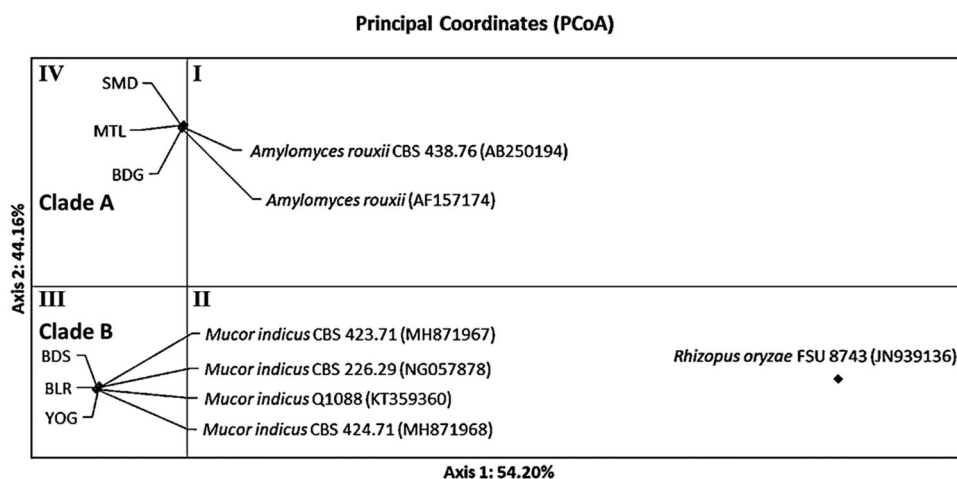 Principal Coordinates (PCoA)
IV
I
SMD
MTL
BDG
Amylomyces rouxii CBS 438.76 (AB250194)
Amylomyces rouxii (AF157174)
Clade A
Axis 2: 44.16%
III
II
Clade B
BDS
BLR
YOG
Mucor indicus CBS 423.71 (MH871967)
Mucor indicus CBS 226.29 (NG057878)
Mucor indicus Q1088 (KT359360)
Mucor indicus CBS 424.71 (MH871968)
Rhizopus oryzae FSU 8743 (JN939136)
Axis 1: 54.20%